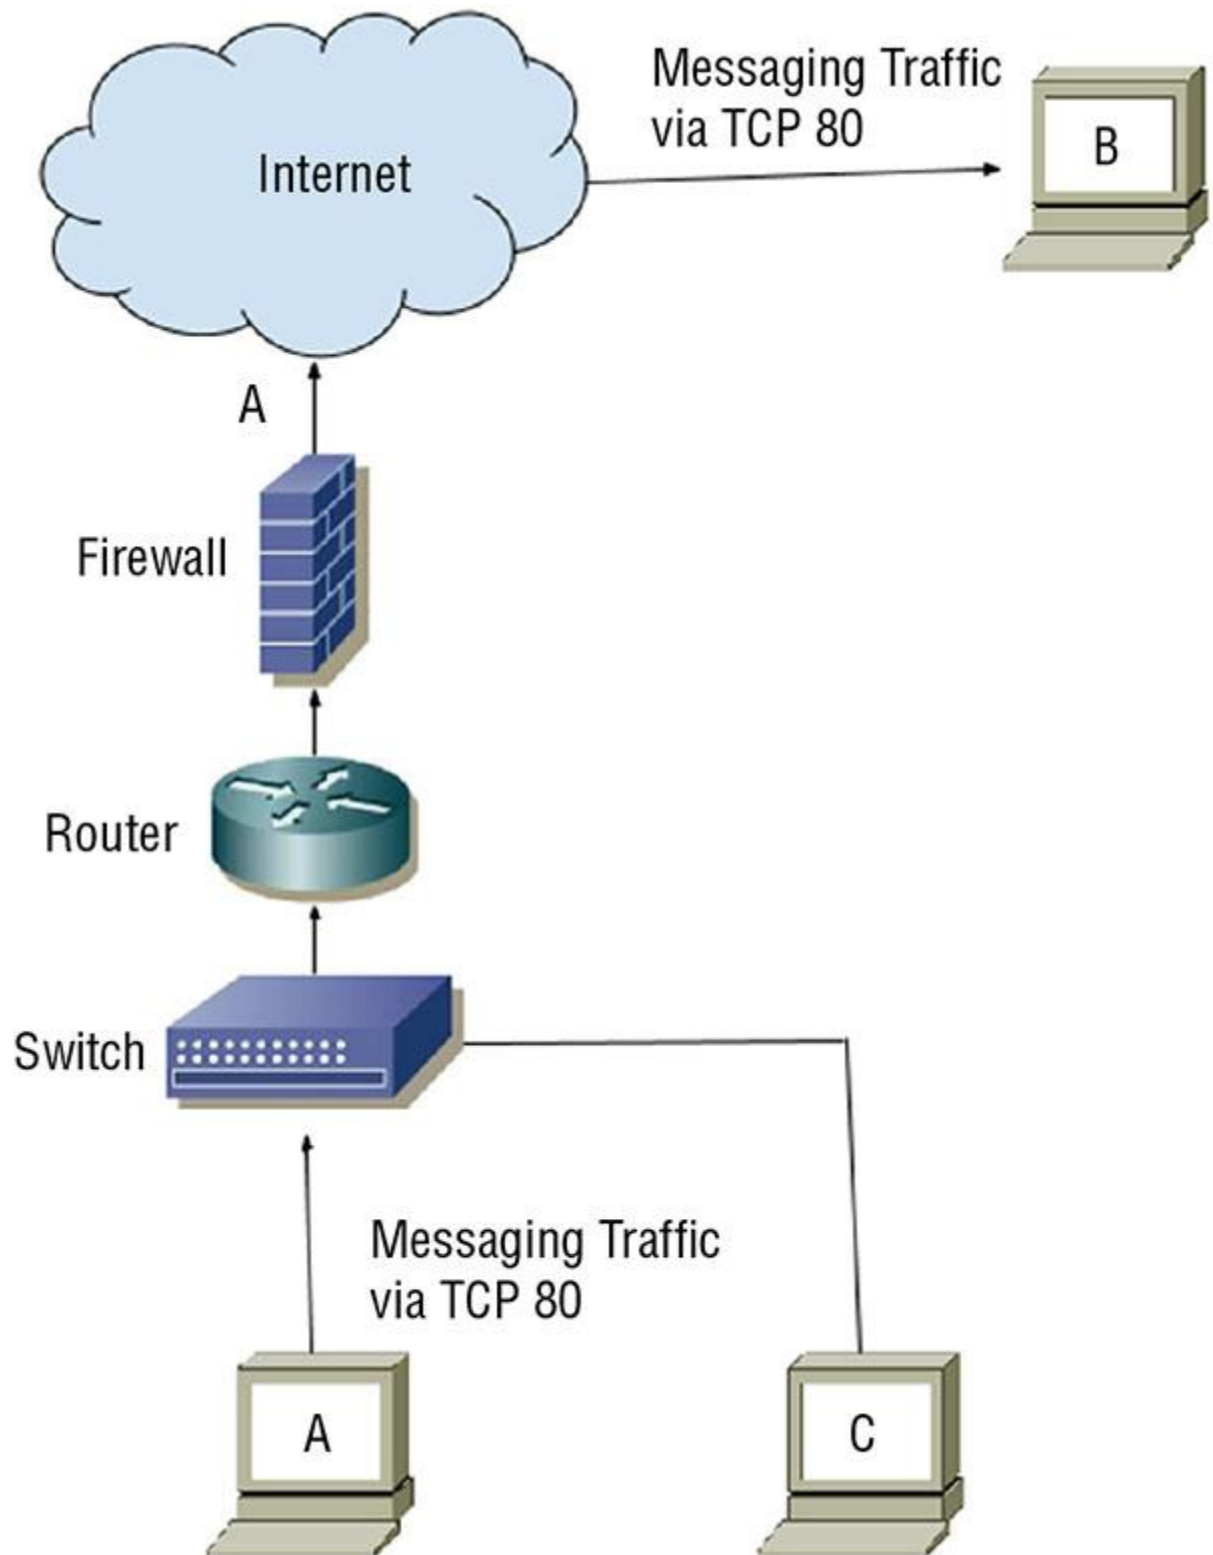 Messaging Traffic
via TCP 80
B
Internet
A
Firewall
Router
Switch
Messaging Traffic
via TCP 80
A
C